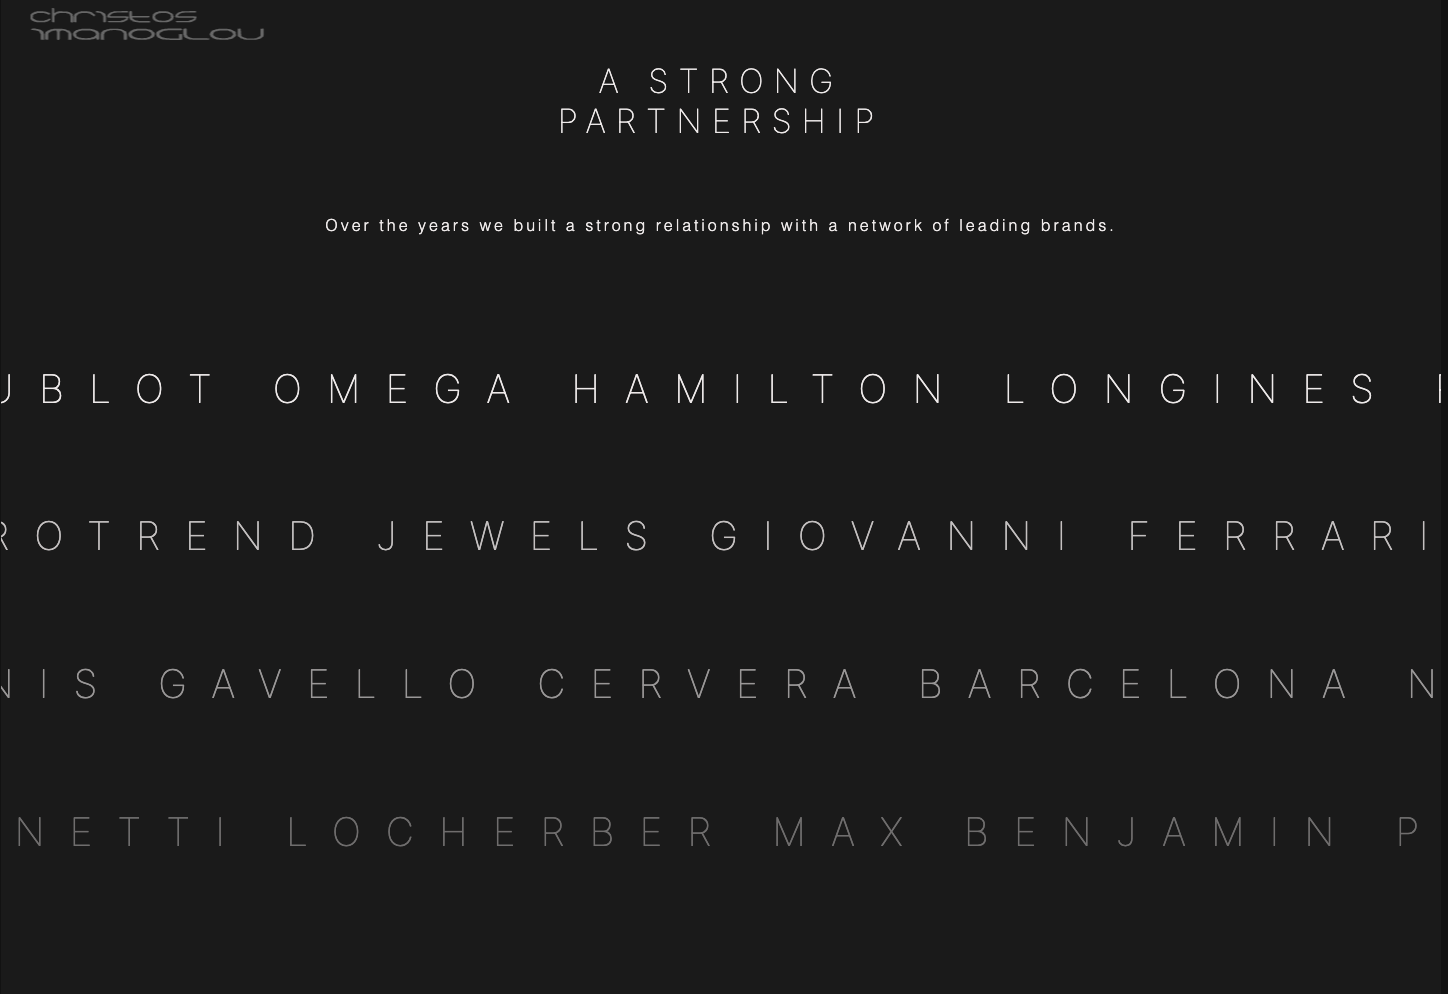 christos
imanoglou
A STRONG
PARTNERSHIP
Over the years we built a strong relationship with a network of leading brands.
UBLOT OMEGA HAMILTON LONGINES
ROTREND JEWELS GIOVANNI FERRARI
NIS GAVELLO CERVERA BARCELONA N
NETTI LOCHERBER MAX BENJAMIN P